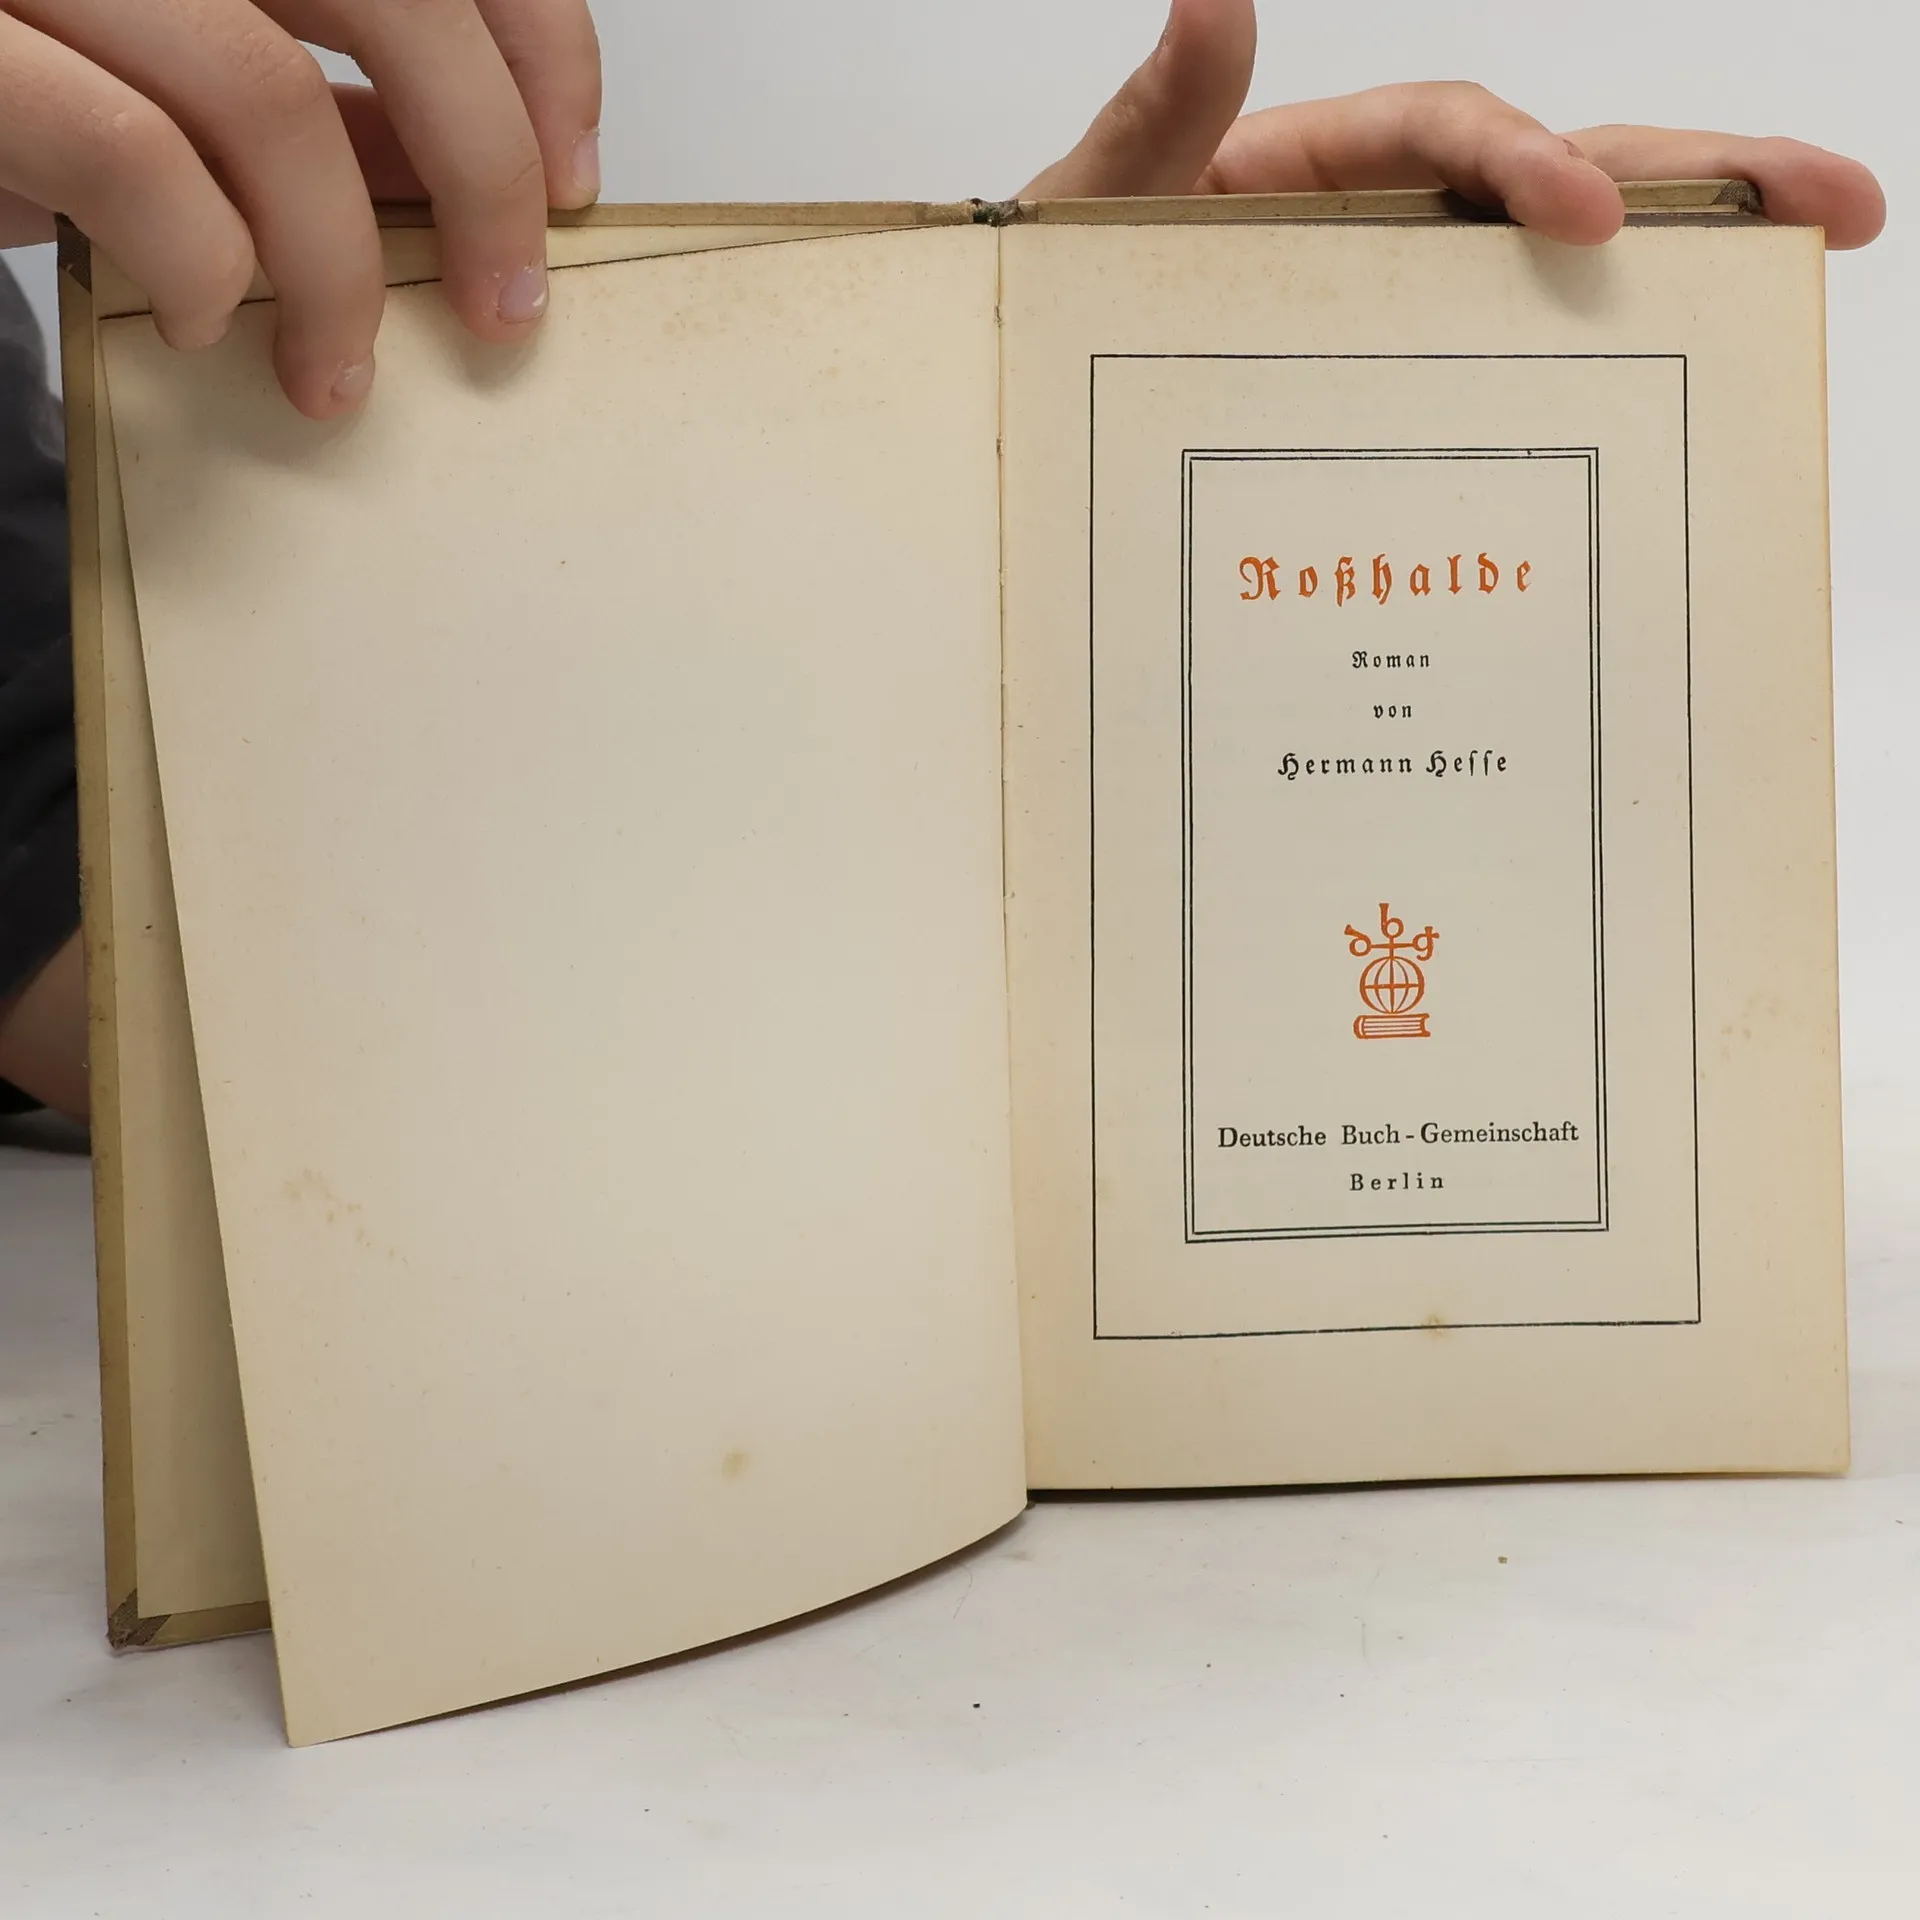 Roßhalde
Roman
von
Hermann Heſſe
dbg
Deutsche Buch-Gemeinschaft
Berlin